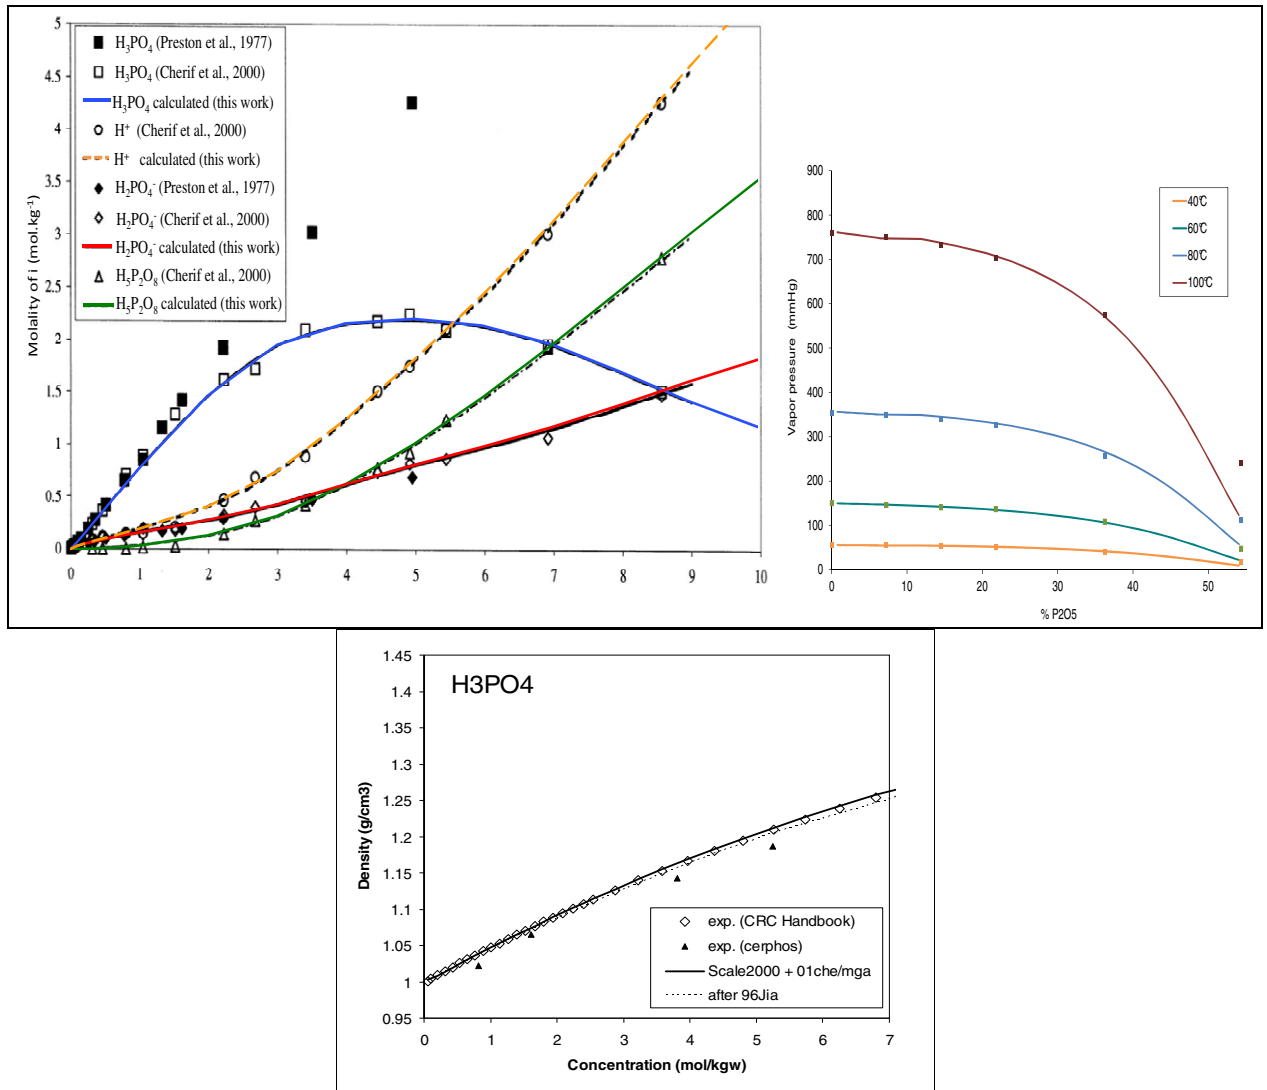 5
4.5
4
3.5
3
2.5
2
1.5
1
0.5
0
Molality of i (mol.kg⁻¹)
H₃PO₄ (Preston et al., 1977)
H₃PO₄ (Cherif et al., 2000)
H₃PO₄ calculated (this work)
H⁺ (Cherif et al., 2000)
H⁺ calculated (this work)
H₂PO₄⁻ (Preston et al., 1977)
H₂PO₄⁻ (Cherif et al., 2000)
H₂PO₄⁻ calculated (this work)
H₅P₂O₈ (Cherif et al., 2000)
H₅P₂O₈ calculated (this work)
0 1 2 3 4 5 6 7 8 9 10
900
800
700
600
500
400
300
200
100
0
Vapor pressure (mmHg)
40°C
60°C
80°C
100°C
0 10 20 30 40 50
% P2O5
1.45
1.4
1.35
1.3
1.25
1.2
1.15
1.1
1.05
1
0.95
Density (g/cm3)
H3PO4
exp. (CRC Handbook)
exp. (cerphos)
Scale2000 + 01che/mga
after 96Jia
0 1 2 3 4 5 6 7
Concentration (mol/kgw)